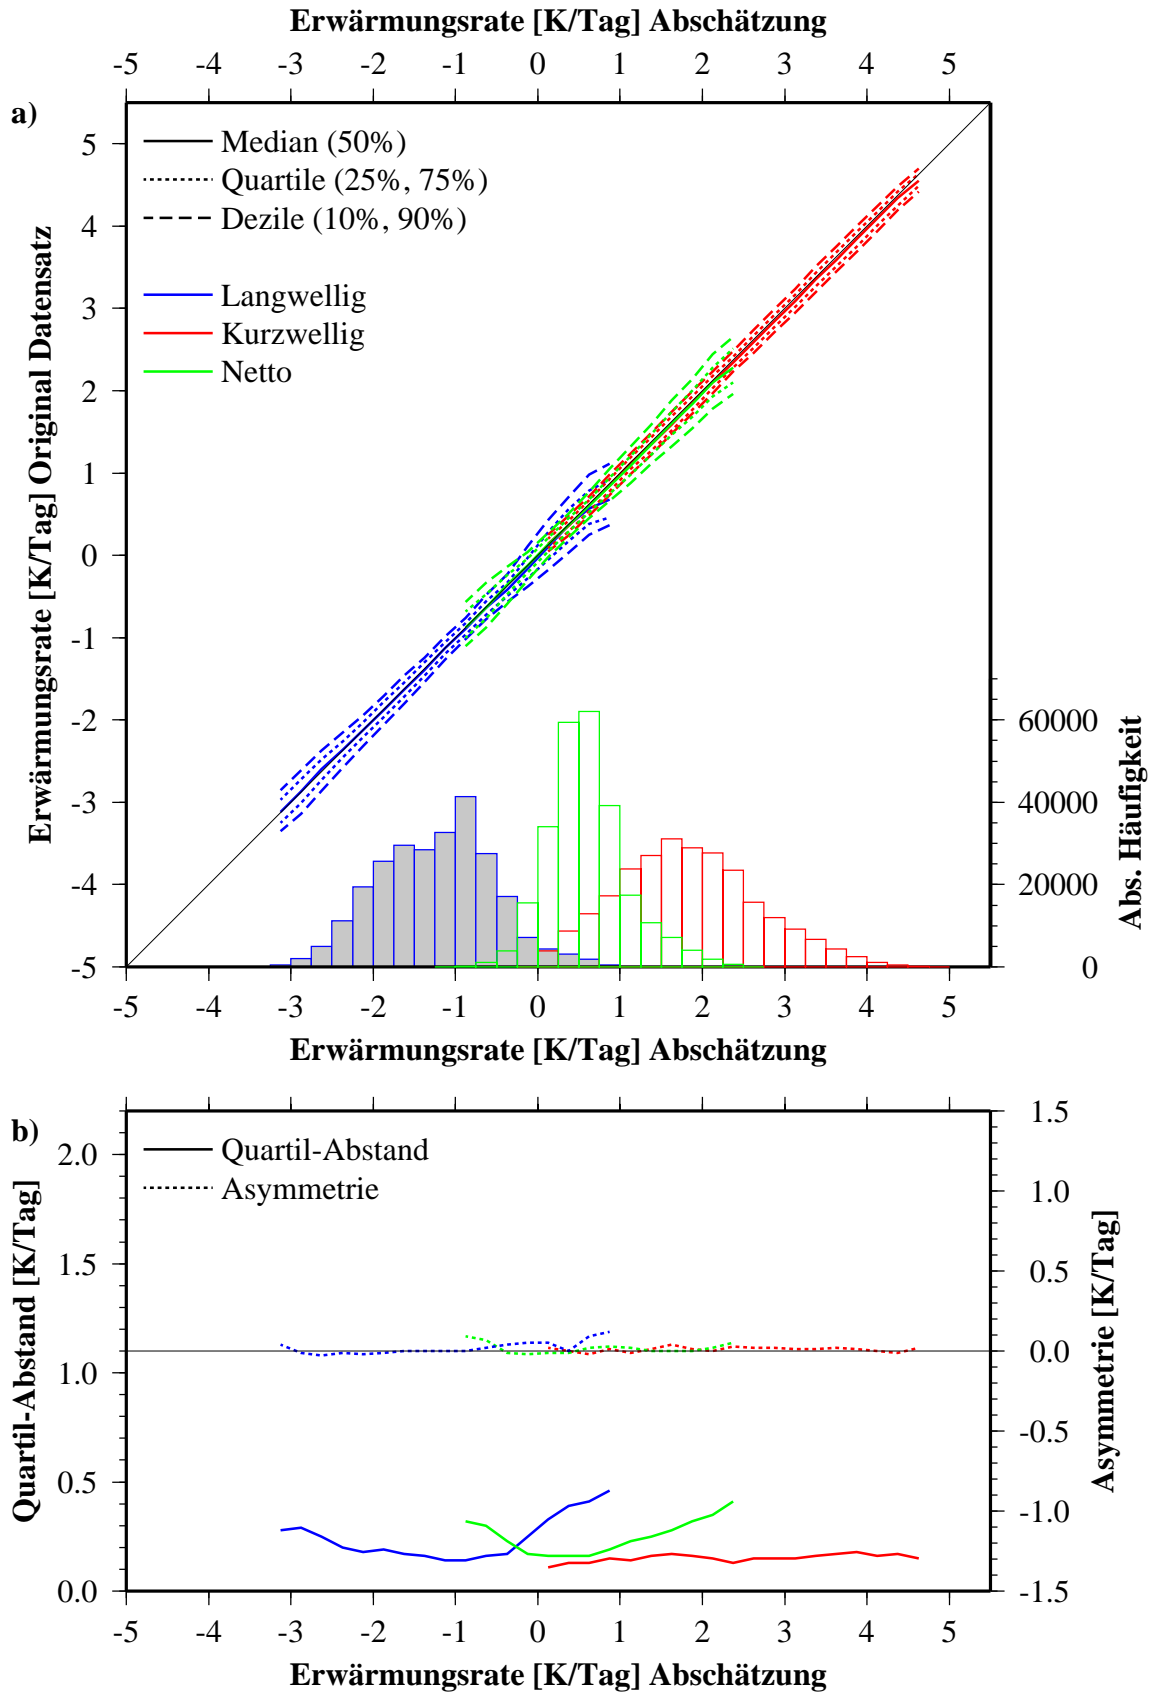 Erwärmungsrate [K/Tag] Abschätzung
-5 -4 -3 -2 -1 0 1 2 3 4 5
a)
Median (50%)
Quartile (25%, 75%)
Dezile (10%, 90%)
Langwellig
Kurzwellig
Netto
Erwärmungsrate [K/Tag] Original Datensatz
5
4
3
2
1
0
-1
-2
-3
-4
-5
60000
40000
20000
0
Abs. Häufigkeit
-5 -4 -3 -2 -1 0 1 2 3 4 5
Erwärmungsrate [K/Tag] Abschätzung
b)
Quartil-Abstand
Asymmetrie
Quartil-Abstand [K/Tag]
2.0
1.5
1.0
0.5
0.0
1.5
1.0
0.5
0.0
-0.5
-1.0
-1.5
Asymmetrie [K/Tag]
-5 -4 -3 -2 -1 0 1 2 3 4 5
Erwärmungsrate [K/Tag] Abschätzung